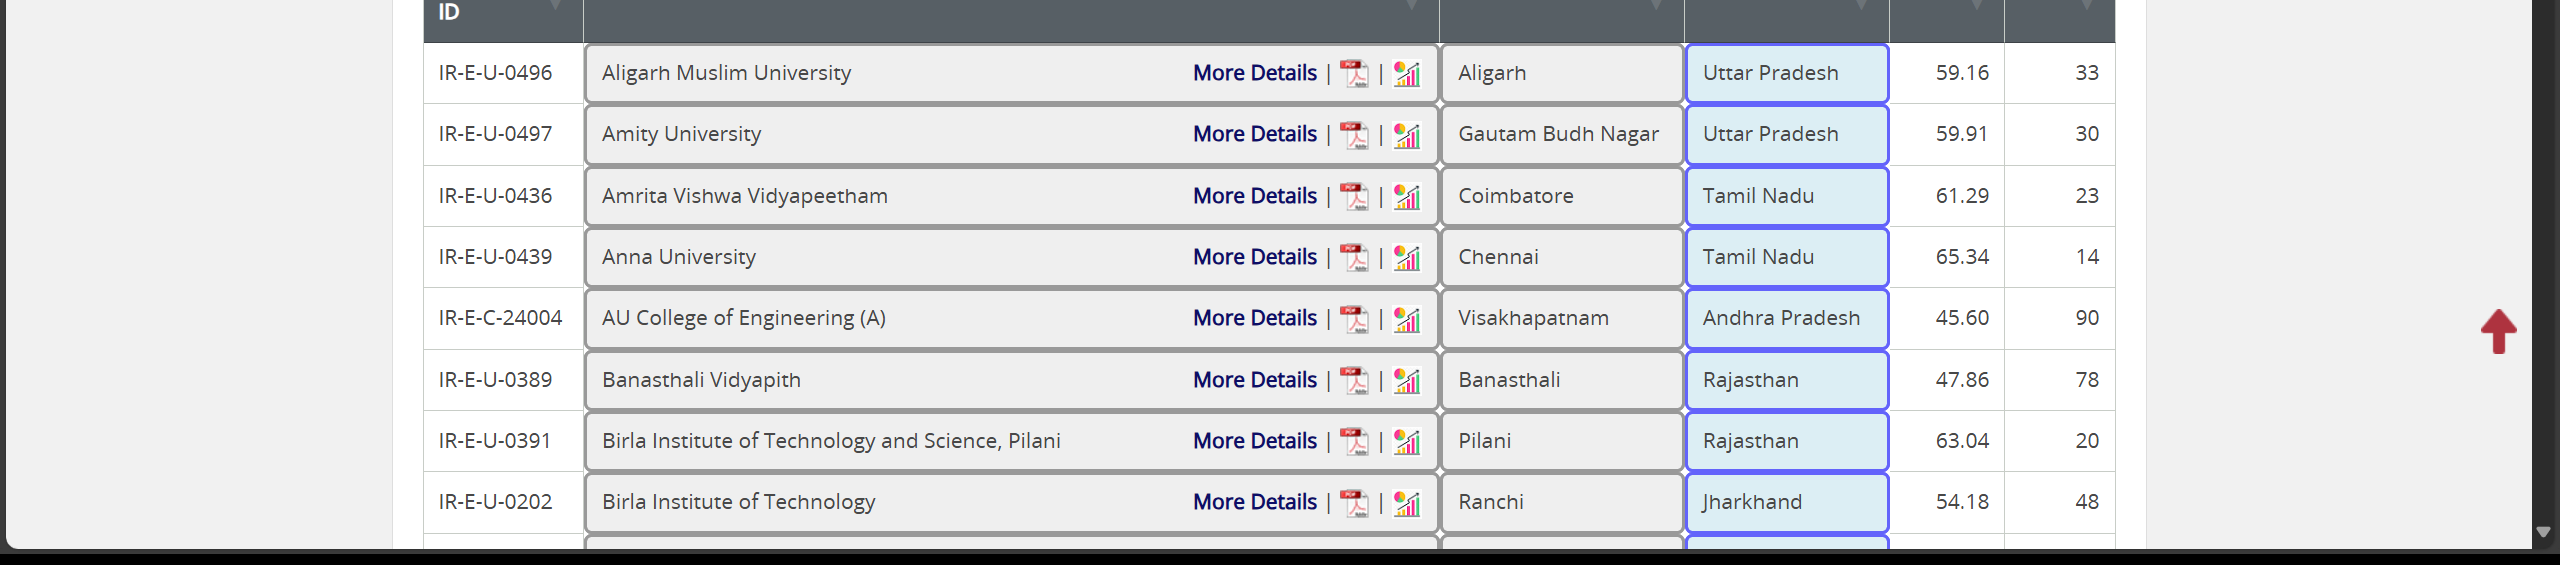 ID
IR-E-U-0496 Aligarh Muslim University More Details | | Aligarh Uttar Pradesh 59.16 33
IR-E-U-0497 Amity University More Details | | Gautam Budh Nagar Uttar Pradesh 59.91 30
IR-E-U-0436 Amrita Vishwa Vidyapeetham More Details | | Coimbatore Tamil Nadu 61.29 23
IR-E-U-0439 Anna University More Details | | Chennai Tamil Nadu 65.34 14
IR-E-C-24004 AU College of Engineering (A) More Details | | Visakhapatnam Andhra Pradesh 45.60 90
IR-E-U-0389 Banasthali Vidyapith More Details | | Banasthali Rajasthan 47.86 78
IR-E-U-0391 Birla Institute of Technology and Science, Pilani More Details | | Pilani Rajasthan 63.04 20
IR-E-U-0202 Birla Institute of Technology More Details | | Ranchi Jharkhand 54.18 48